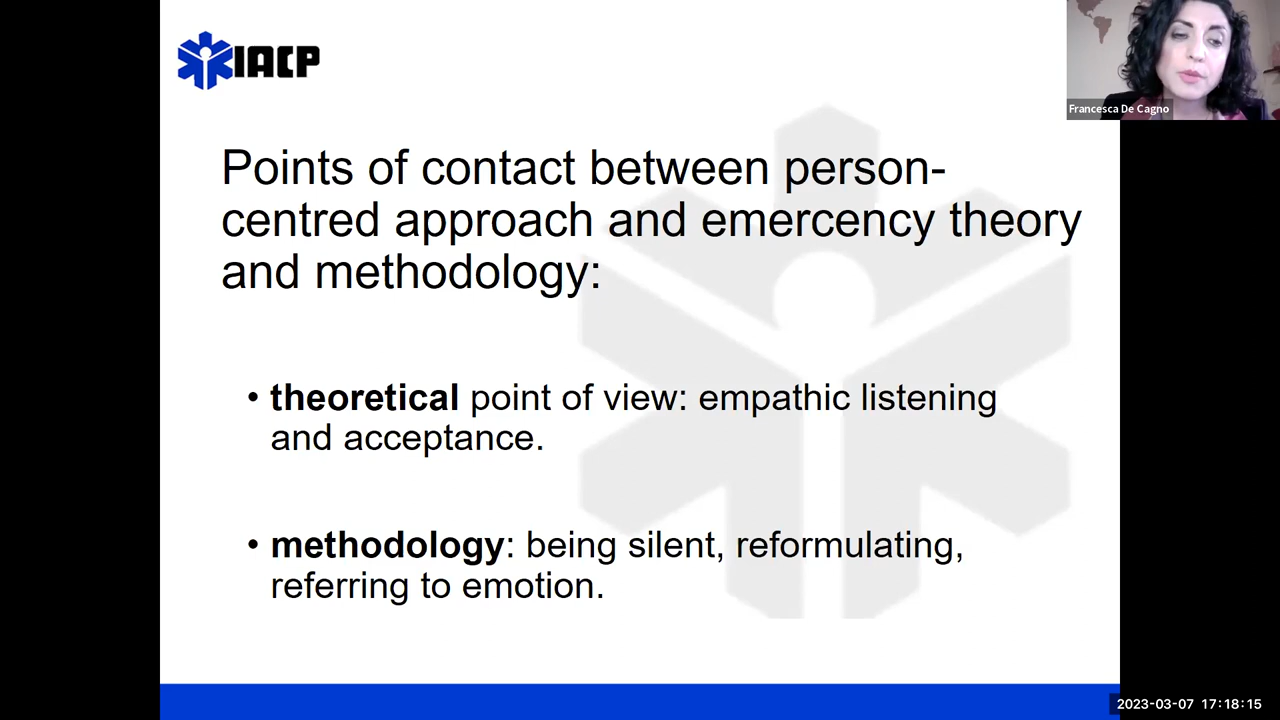 IACP
Francesca De Cagno
Points of contact between person-
centred approach and emercency theory
and methodology:
• theoretical point of view: empathic listening
and acceptance.
• methodology: being silent, reformulating,
referring to emotion.
2023-03-07 17:18:15